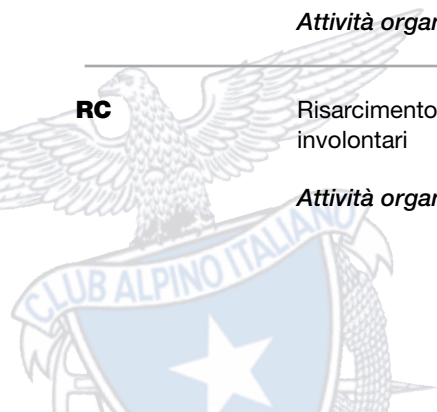 Attività organ
RC
Risarcimento
involontari
Attività organ
CLUB ALPINO ITALIANO